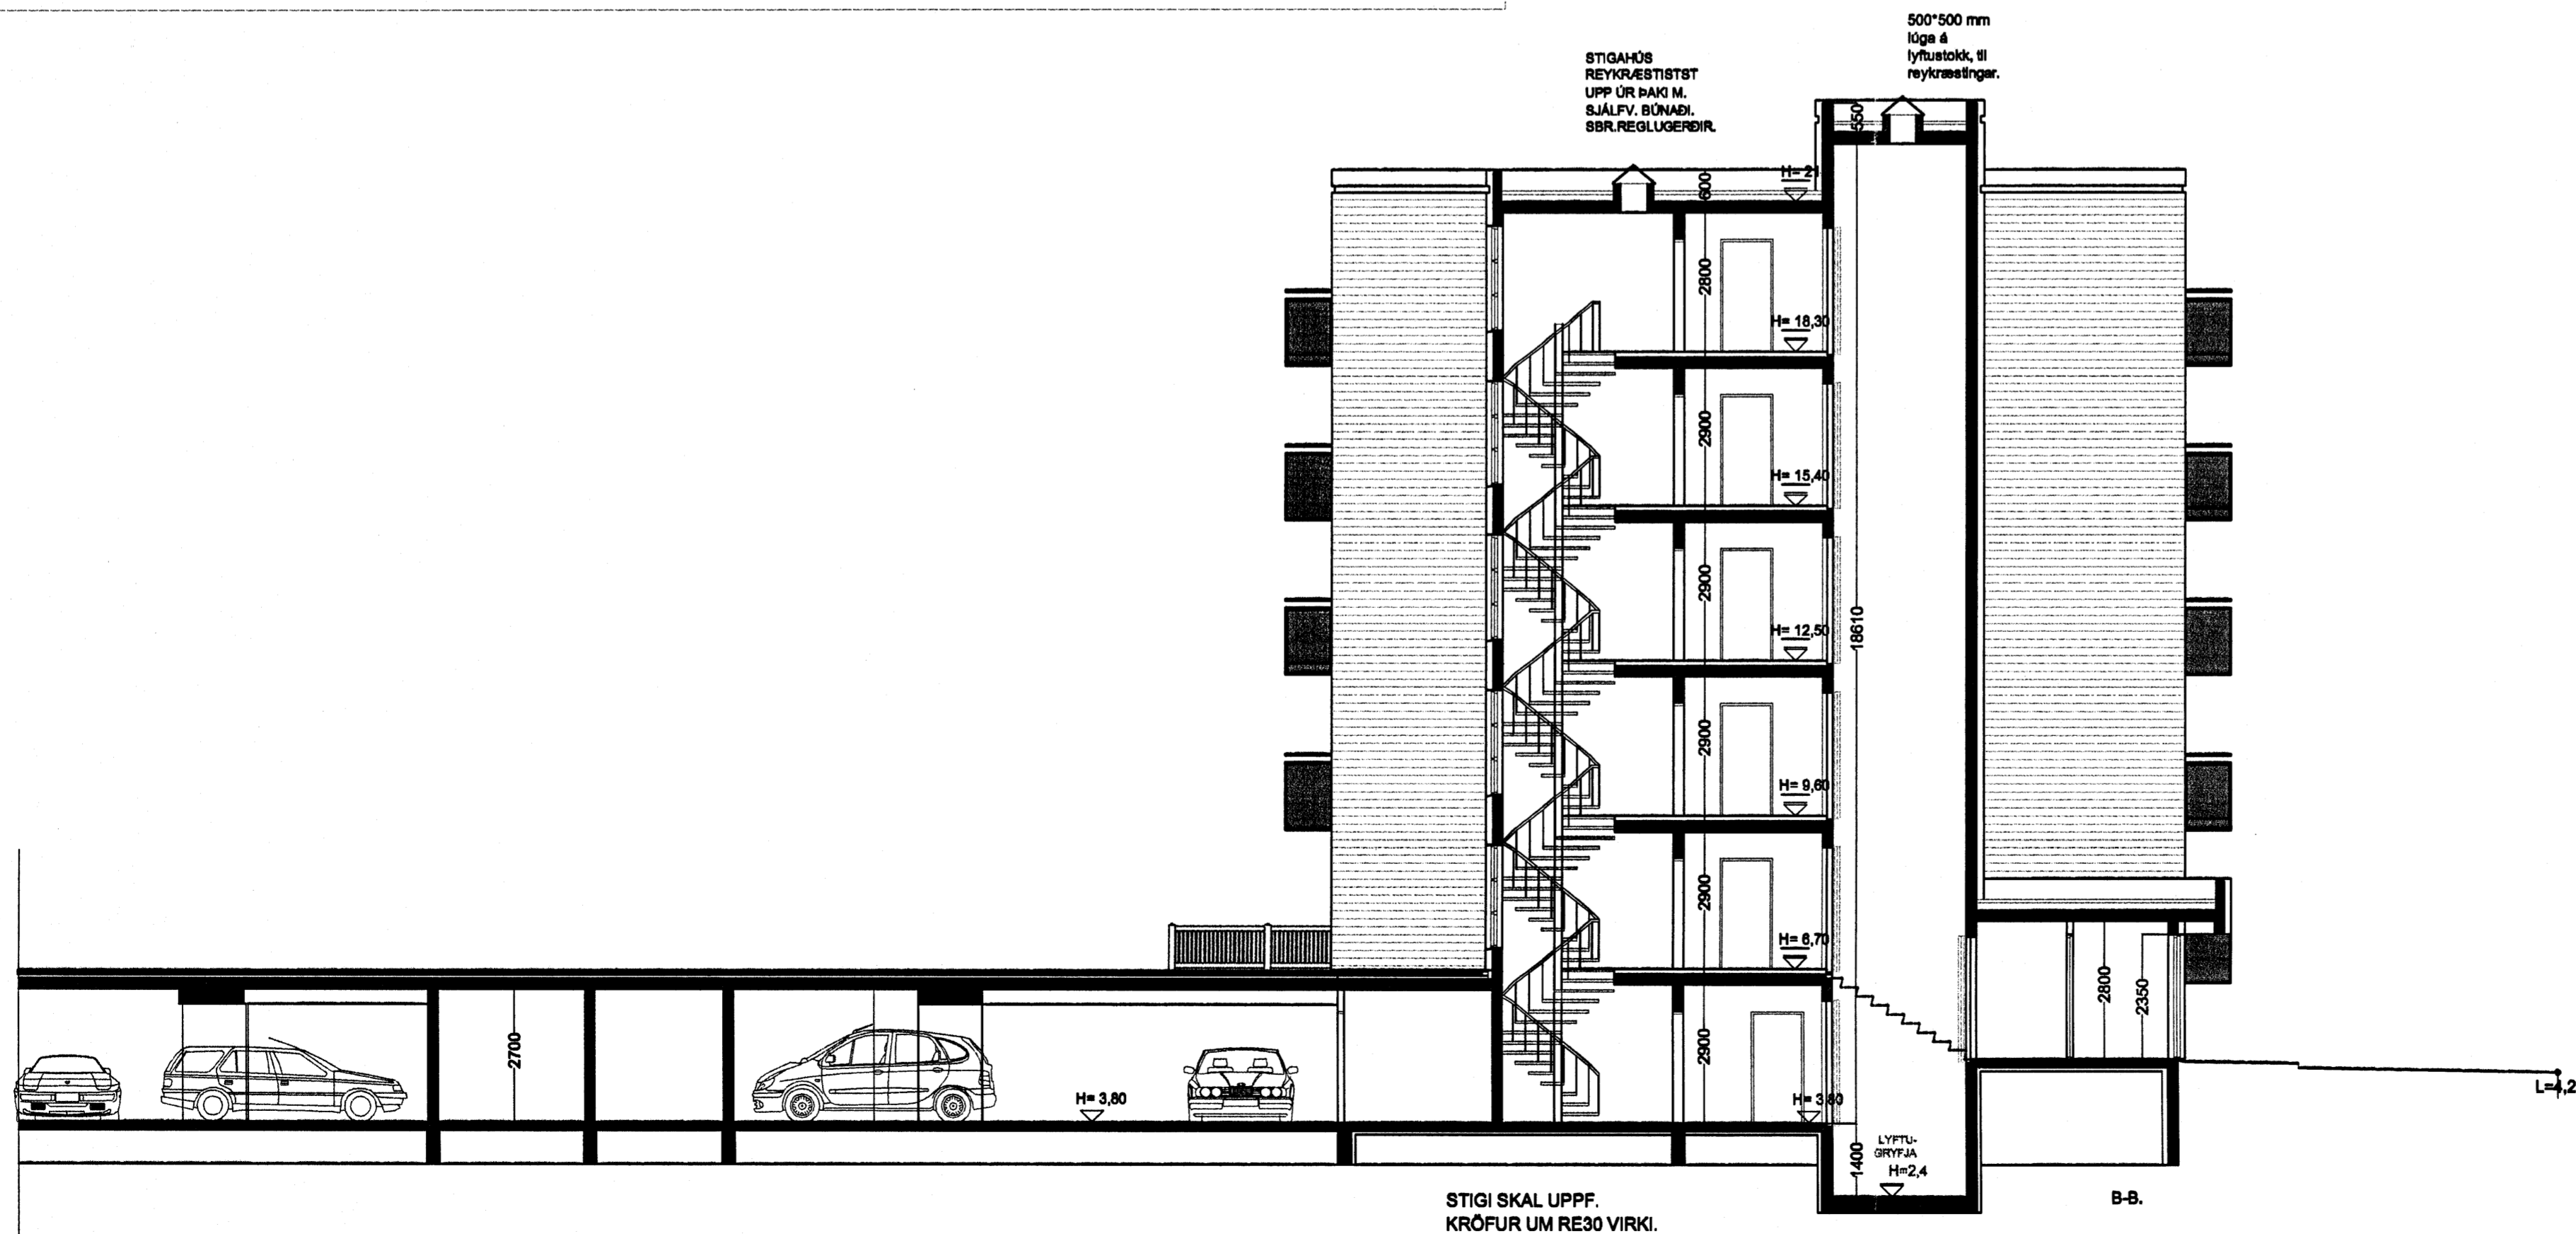 500*500 mm
lúga á
lyftustokk, til
reykræstingar.
STIGAHÚS
REYKRÆSTISTST
UPP ÚR ÞAKI M.
SJÁLFV. BÚNAÐI.
SBR.REGLUGERÐIR.
550
600
H= 21
2800
H= 18,30
2900
H= 15,40
2900
H= 12,50
18610
2900
H= 9,60
2900
H= 6,70
2800
2350
2700
2900
H= 3,80
H= 3,80
L=4,2
LYFTU-
GRYFJA
H=2,4
1400
STIGI SKAL UPPF.
KRÖFUR UM RE30 VIRKI.
B-B.